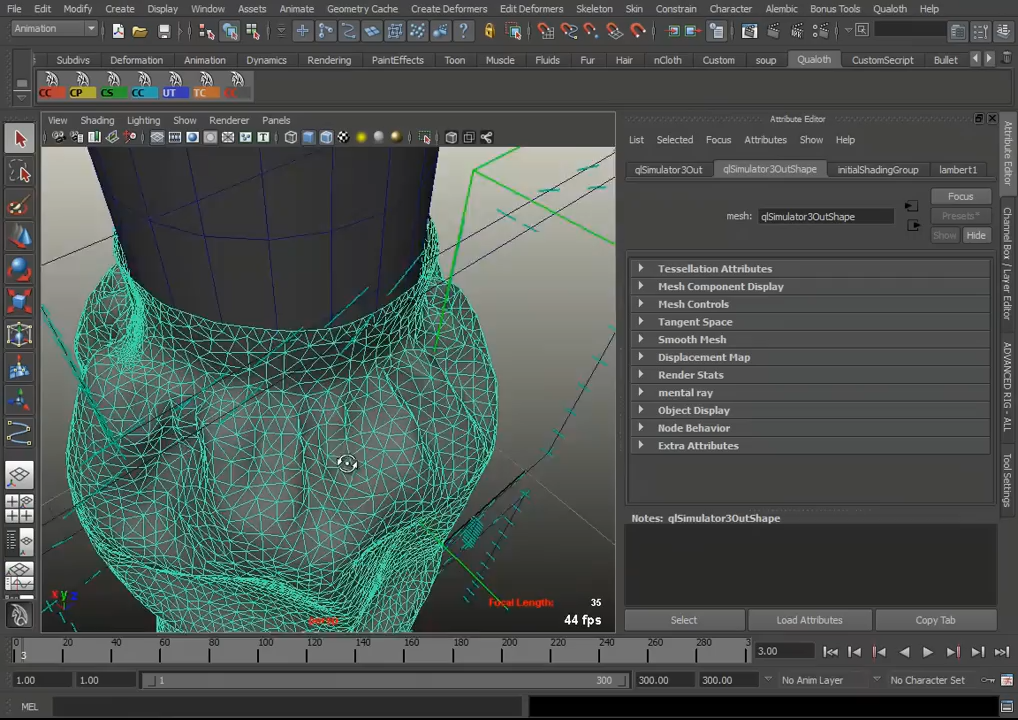 File Edit Modify Create Display Window Assets Animate Geometry Cache Create Deformers Edit Deformers Skeleton Skin Constrain Character Alembic Bonus Tools Qualoth Help
Animation
Subdivs Deformation Animation Dynamics Rendering PaintEffects Toon Muscle Fluids Fur Hair nCloth Custom soup Qualoth CustomScript Bullet
CC CP CS CC UT TC CC
View Shading Lighting Show Renderer Panels
Attribute Editor
List Selected Focus Attributes Show Help
qlSimulator3Out qlSimulator3OutShape initialShadingGroup lambert1
Focus
mesh: qlSimulator3OutShape
Presets*
Show Hide
Tessellation Attributes
Mesh Component Display
Mesh Controls
Tangent Space
Smooth Mesh
Displacement Map
Render Stats
mental ray
Object Display
Node Behavior
Extra Attributes
Notes: qlSimulator3OutShape
Select Load Attributes Copy Tab
Attribute Editor
Channel Box / Layer Editor
ADVANCED RIG - ALL
Tool Settings
x y z
Focal Length: 35
persp
44 fps
0 20 40 60 80 100 120 140 160 180 200 220 240 260 280 3
3
3.00
1.00 1.00 1 300 300.00 300.00 No Anim Layer No Character Set
MEL